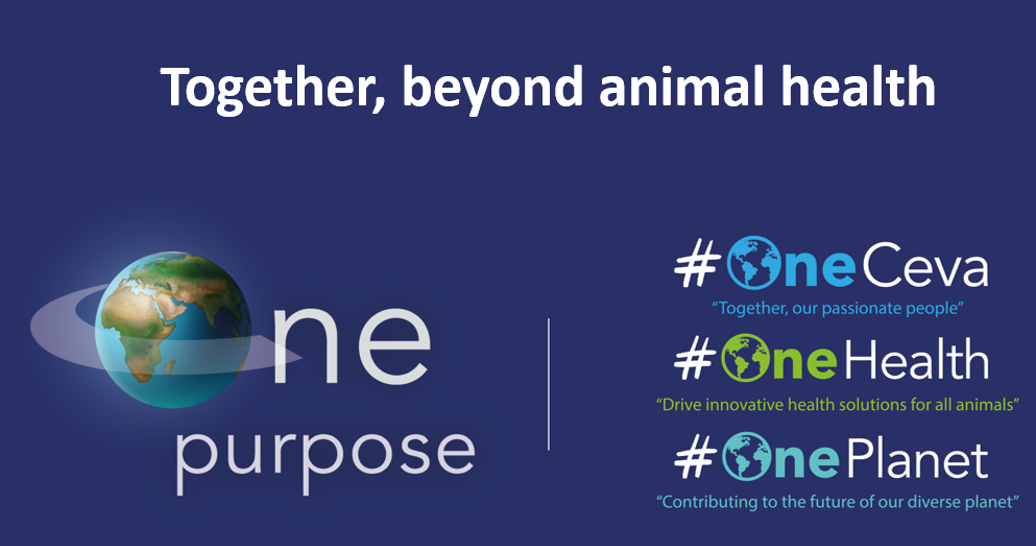 Together, beyond animal health
One
purpose
#OneCeva
“Together, our passionate people”
#OneHealth
“Drive innovative health solutions for all animals”
#OnePlanet
“Contributing to the future of our diverse planet”